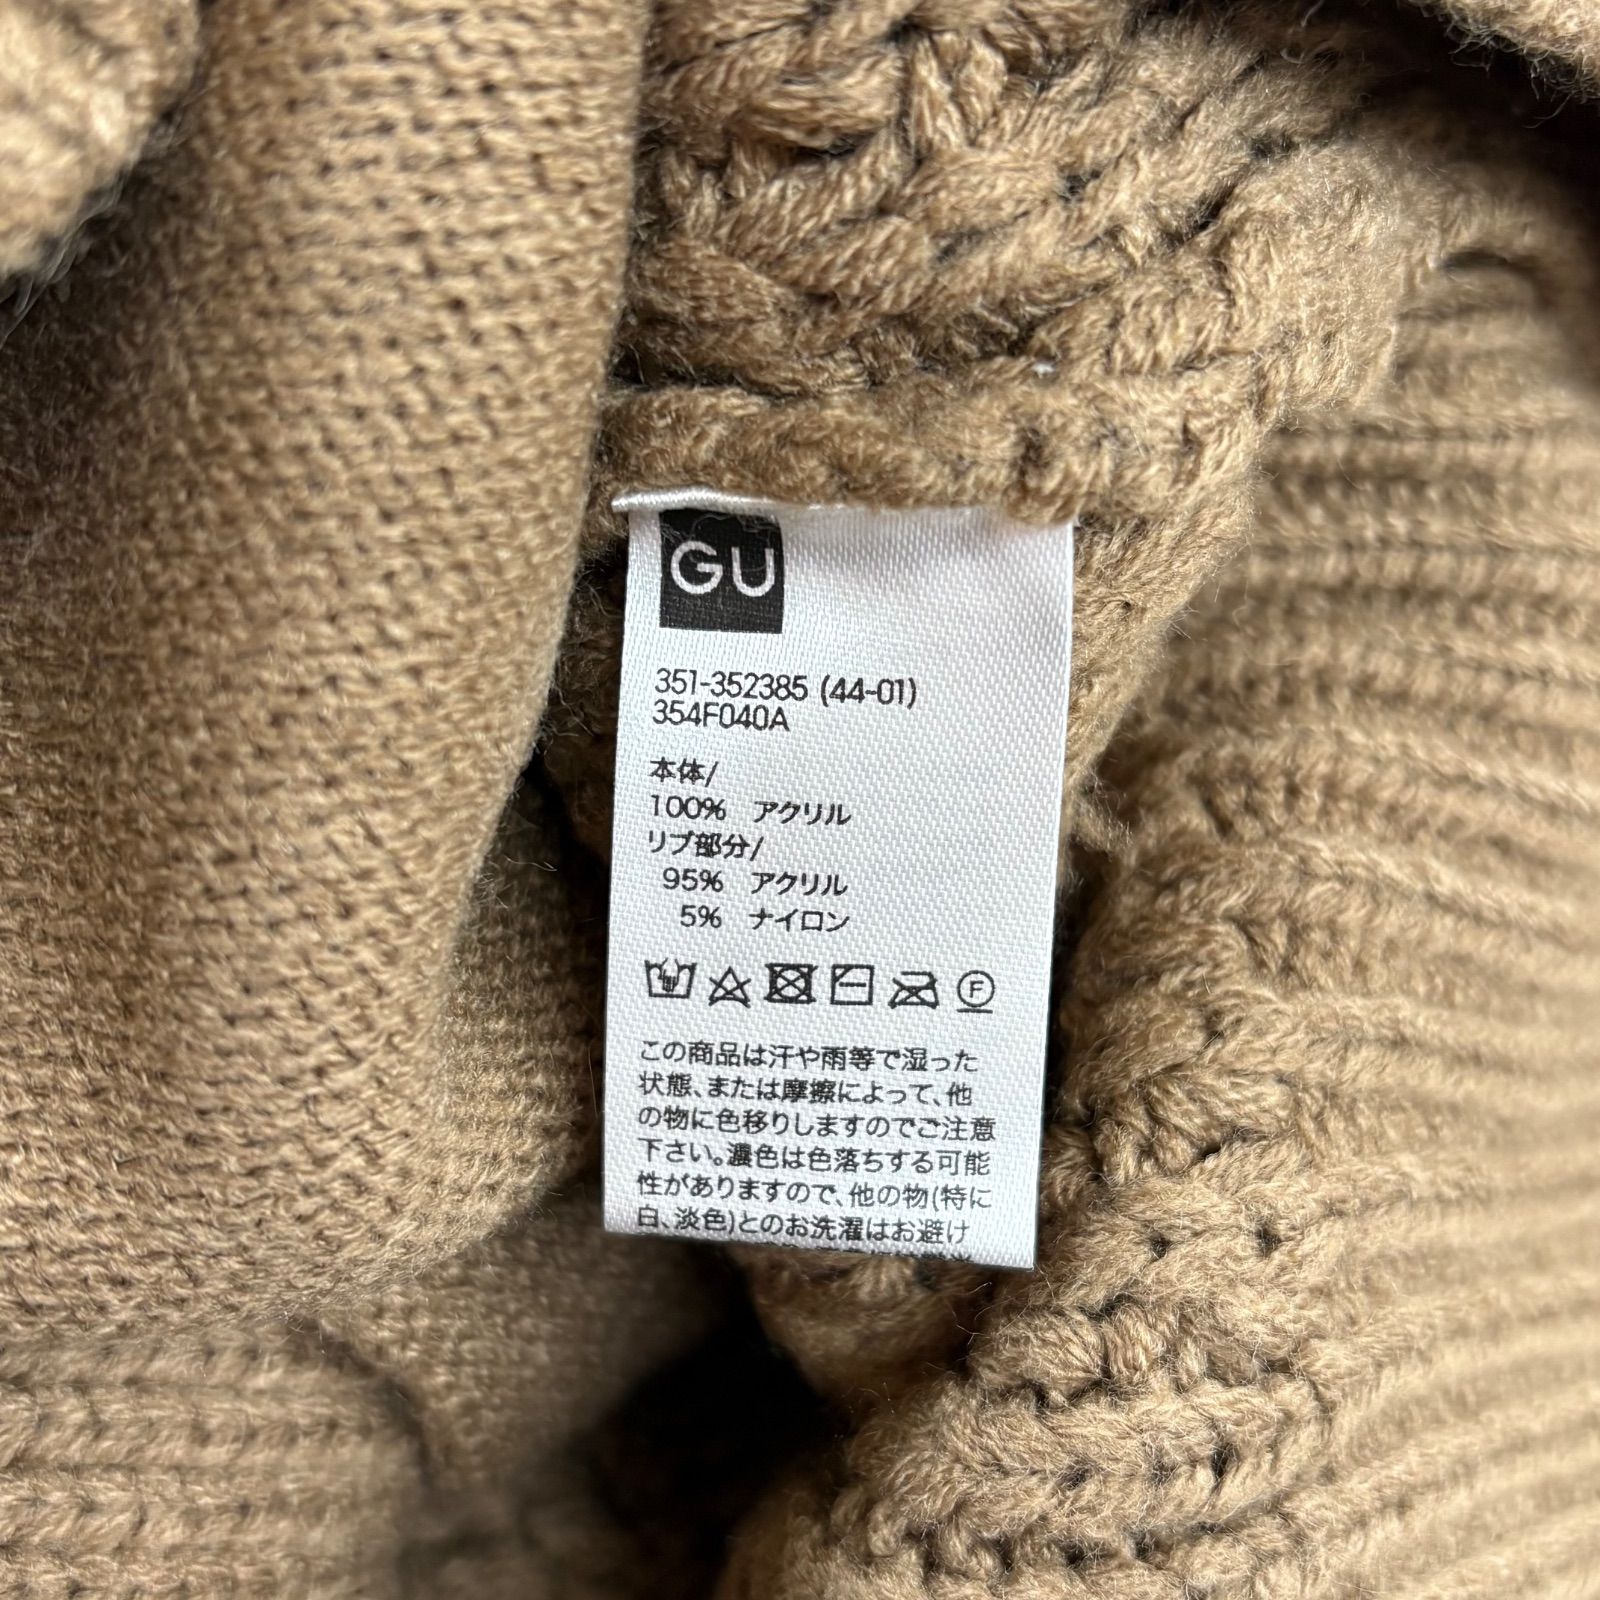 GU
351-352385 (44-01)
354F040A
本体/
100% アクリル
リブ部分/
95% アクリル
5% ナイロン
F
この商品は汗や雨等で湿った
状態、または摩擦によって、他
の物に色移りしますのでご注意
下さい。濃色は色落ちする可能
性がありますので、他の物(特に
白、淡色)とのお洗濯はお避け